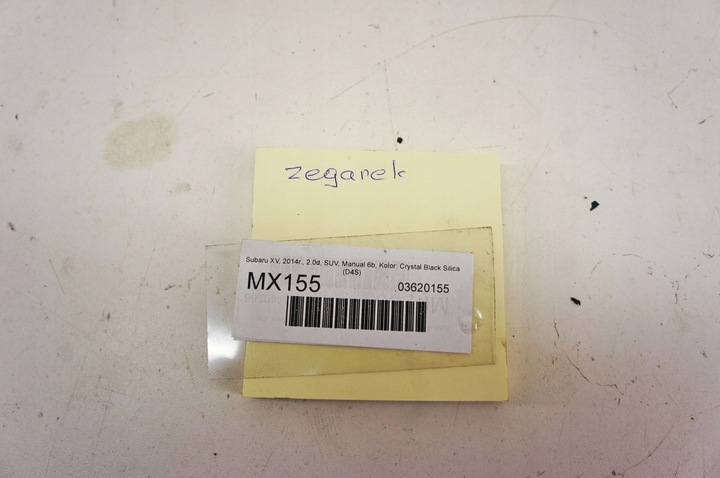 zegarek
Subaru XV, 2014r., 2.0d, SUV, Manual 6b, Kolor: Crystal Black Silica
(D4S)
MX155 03620155